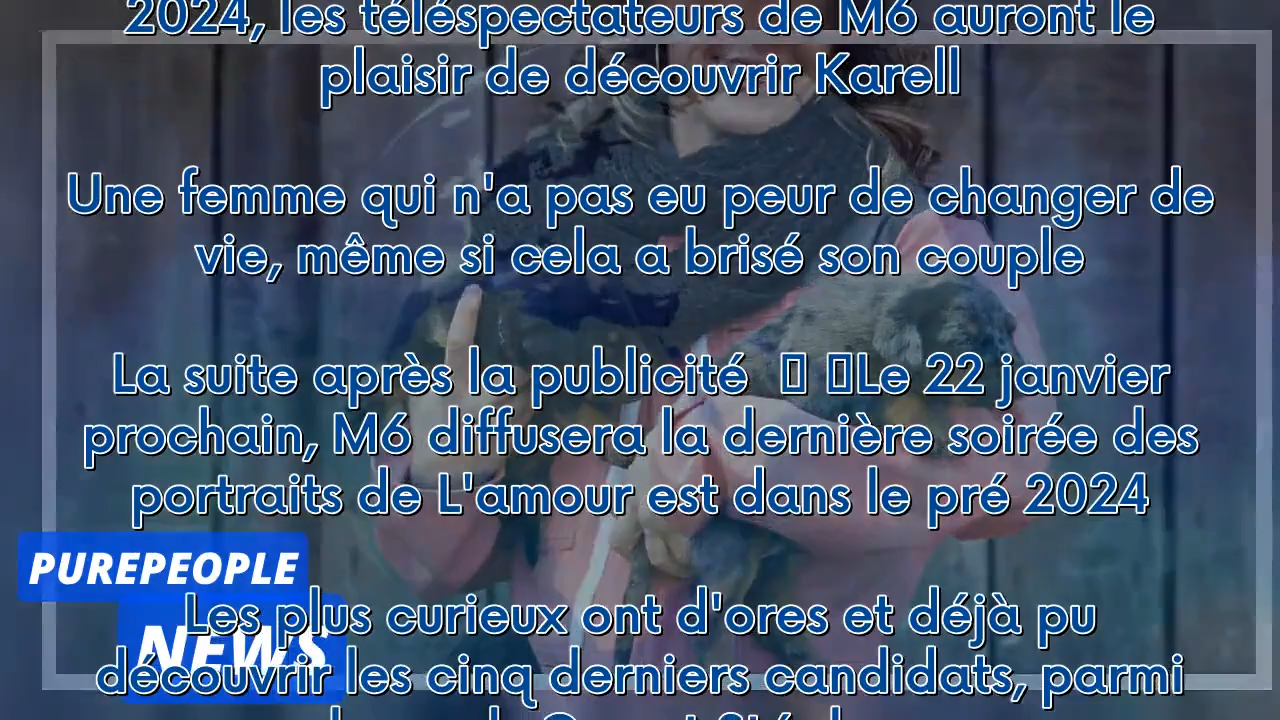 2024, les téléspectateurs de M6 auront le
plaisir de découvrir Karell
Une femme qui n'a pas eu peur de changer de
vie, même si cela a brisé son couple
La suite après la publicité Le 22 janvier
prochain, M6 diffusera la dernière soirée des
portraits de L'amour est dans le pré 2024
PUREPEOPLE
NEWS
Les plus curieux ont d'ores et déjà pu
découvrir les cinq derniers candidats, parmi